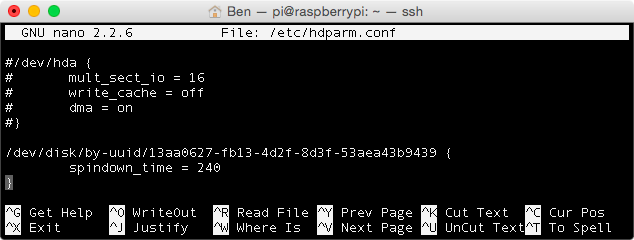 Ben — pi@raspberrypi: ~ — ssh
GNU nano 2.2.6 File: /etc/hdparm.conf
#/dev/hda {
# mult_sect_io = 16
# write_cache = off
# dma = on
#}
/dev/disk/by-uuid/13aa0627-fb13-4d2f-8d3f-53aea43b9439 {
spindown_time = 240
}
^G Get Help ^O WriteOut ^R Read File ^Y Prev Page ^K Cut Text ^C Cur Pos
^X Exit ^J Justify ^W Where Is ^V Next Page ^U UnCut Text ^T To Spell